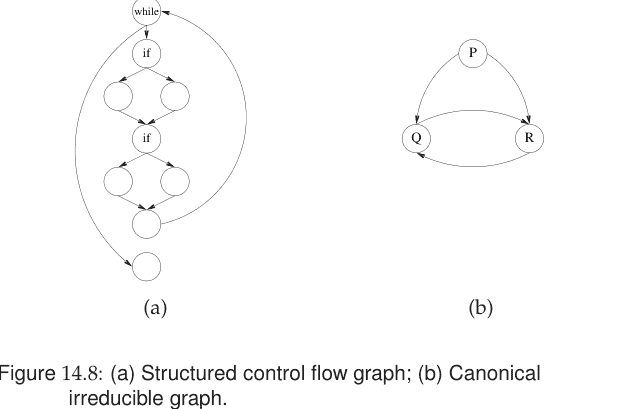 while
if
if
P
Q R
(a) (b)
Figure 14.8: (a) Structured control flow graph; (b) Canonical
irreducible graph.